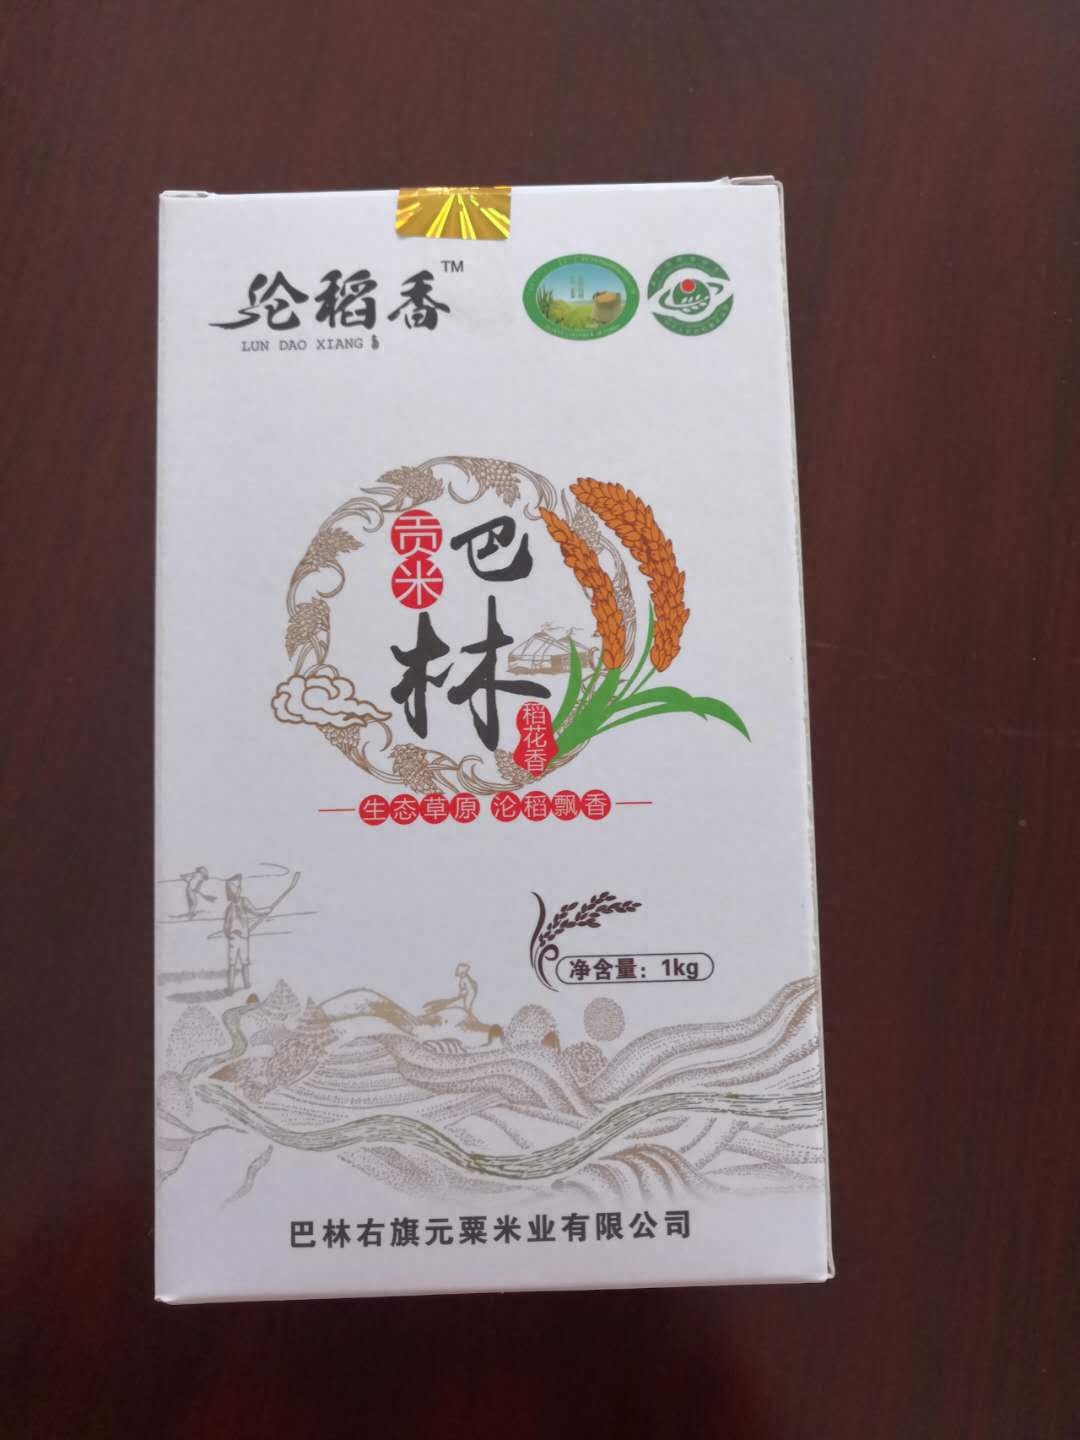 沦稻香™
LUN DAO XIANG
贡米
巴林
稻花香
生态草原 沦稻飘香
净含量：1kg
巴林右旗元粟米业有限公司